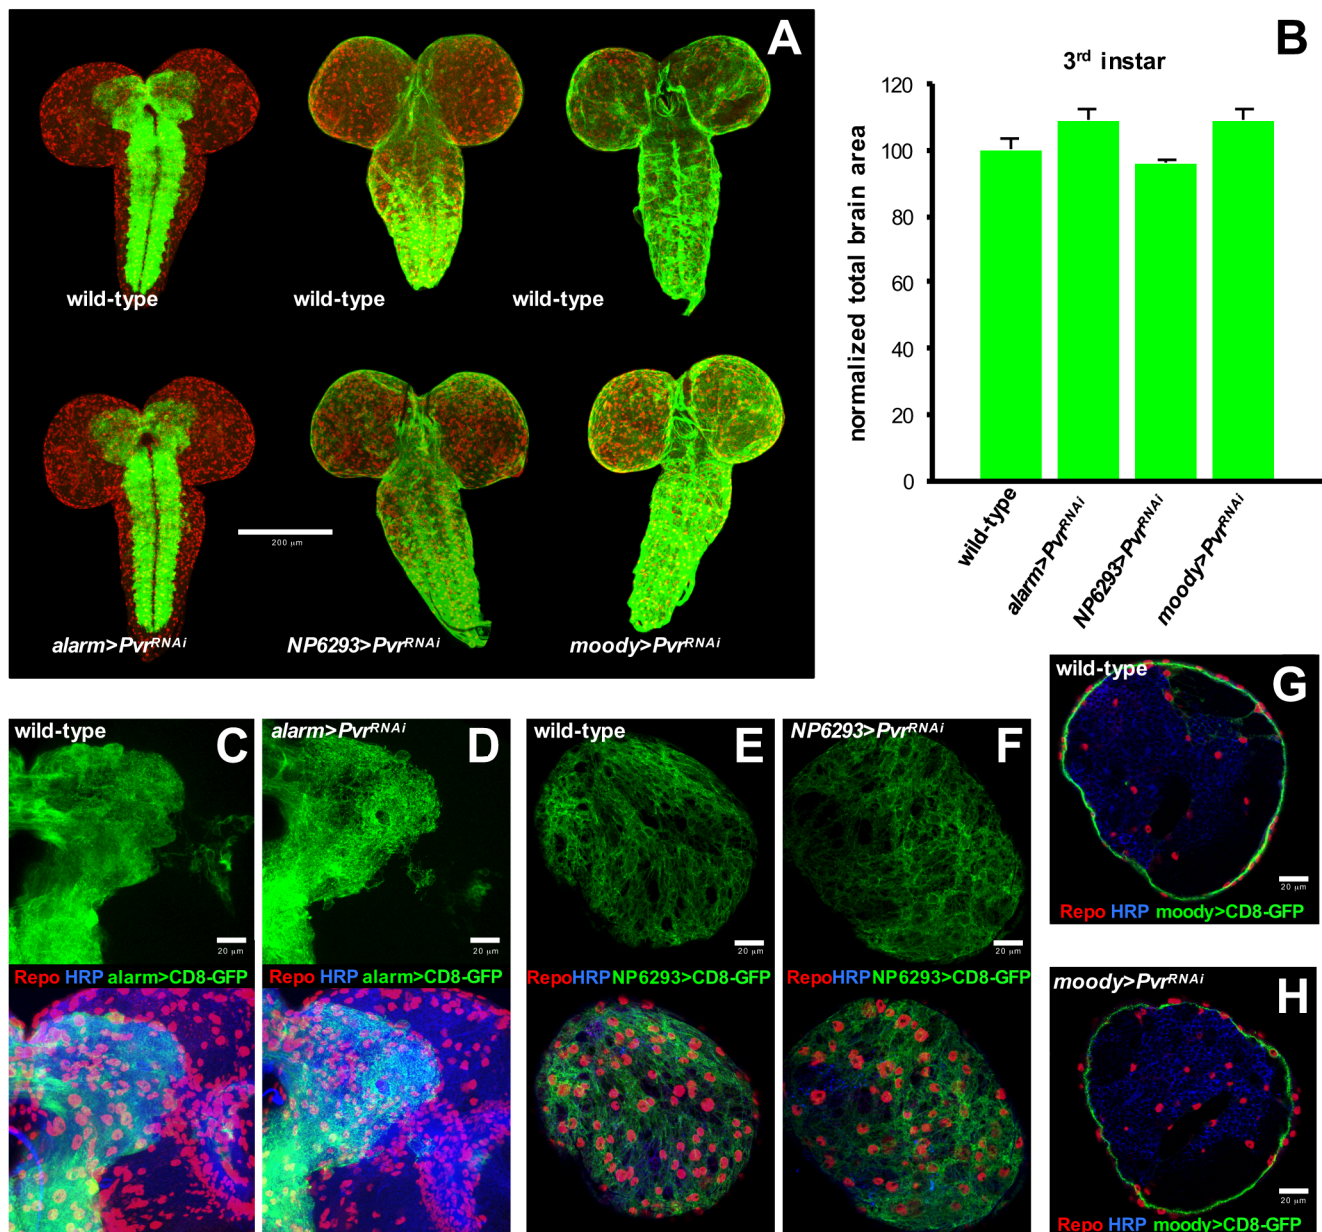 A
wild-type
wild-type
wild-type
200 μm
alarm>PvrRNAi
NP6293>PvrRNAi
moody>PvrRNAi
B
3rd instar
normalized total brain area
120
100
80
60
40
20
0
wild-type
alarm>PvrRNAi
NP6293>PvrRNAi
moody>PvrRNAi
wild-type
C
20 μm
Repo HRP alarm>CD8-GFP
alarm>PvrRNAi
D
20 μm
Repo HRP alarm>CD8-GFP
wild-type
E
20 μm
RepoHRPNP6293>CD8-GFP
NP6293>PvrRNAi
F
20 μm
RepoHRP NP6293>CD8-GFP
wild-type
G
20 μm
Repo HRP moody>CD8-GFP
moody>PvrRNAi
H
20 μm
Repo HRP moody>CD8-GFP